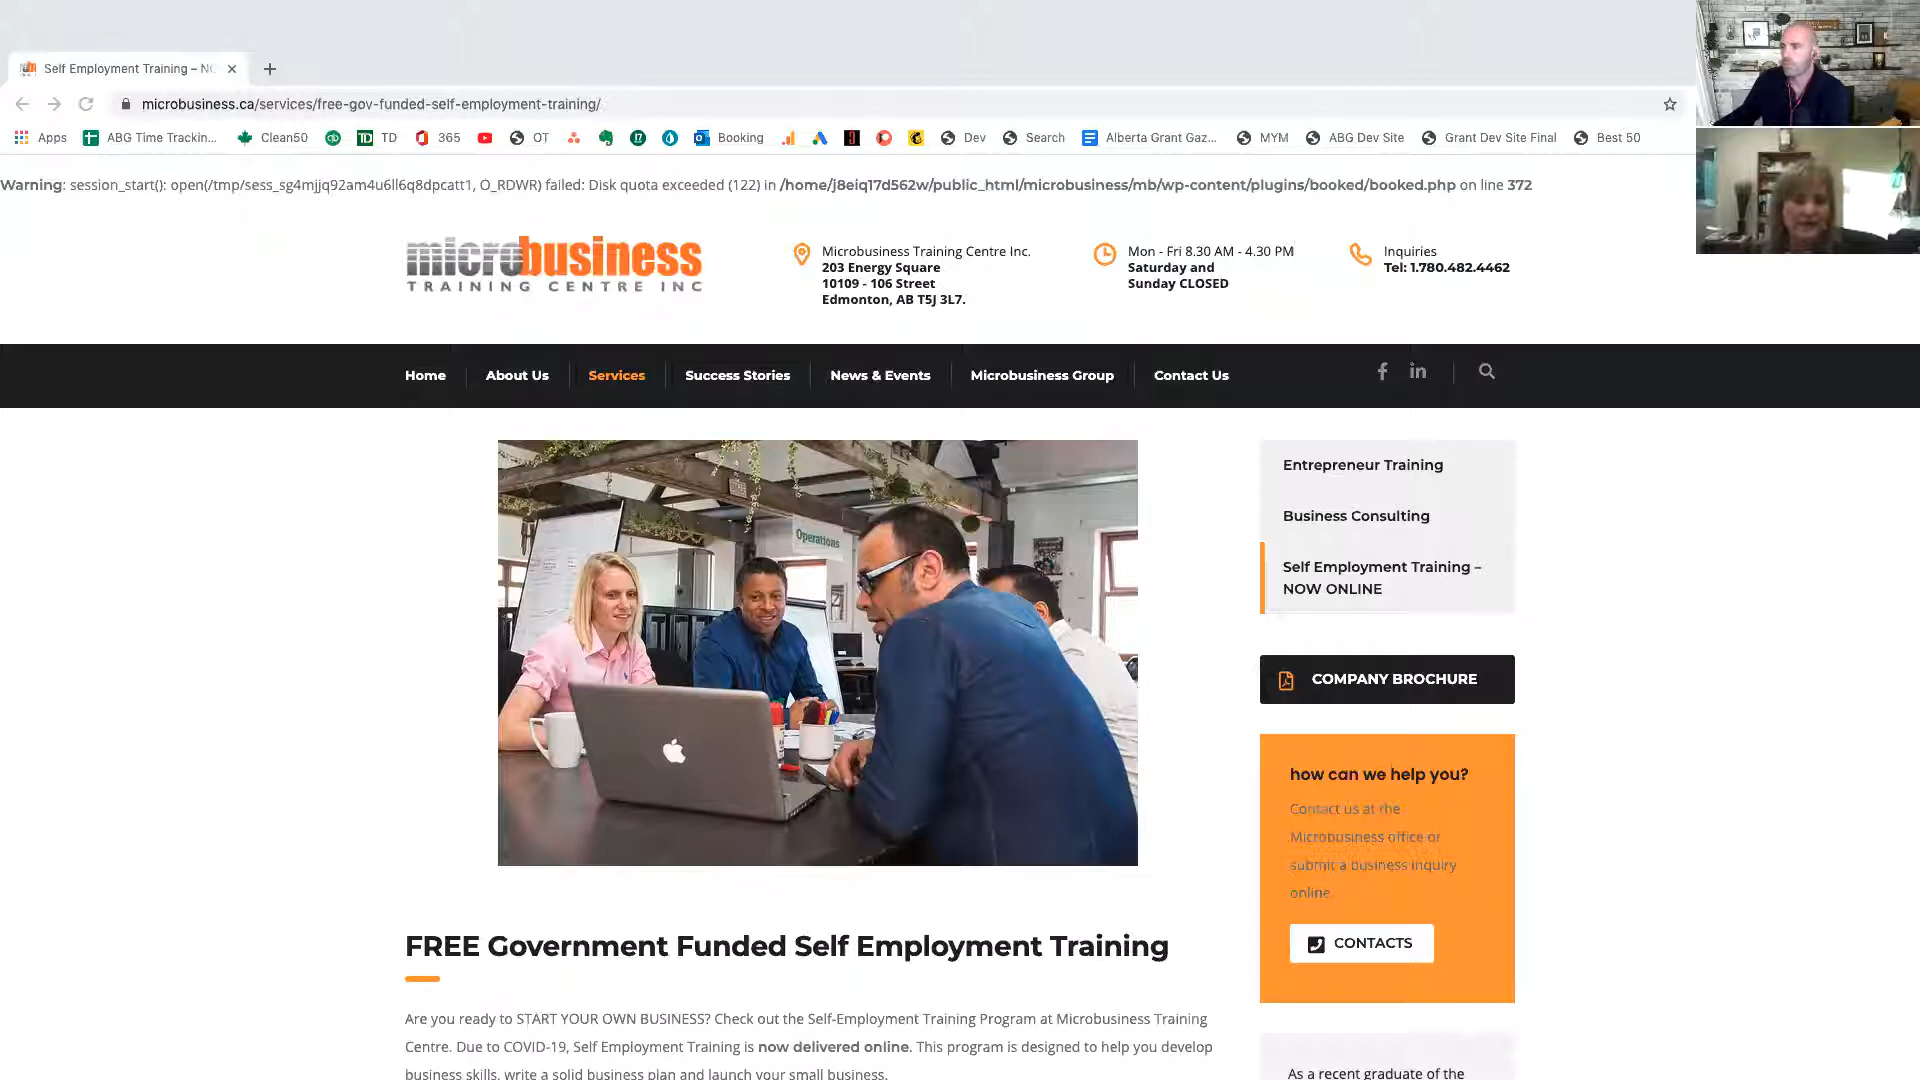 Self Employment Training – NO
microbusiness.ca/services/free-gov-funded-self-employment-training/
Apps
ABG Time Trackin...
Clean50
TD
365
OT
Booking
Dev
Search
Alberta Grant Gaz...
MYM
ABG Dev Site
Grant Dev Site Final
Best 50
Warning: session_start(): open(/tmp/sess_sg4mjjq92am4u6ll6q8dpcatt1, O_RDWR) failed: Disk quota exceeded (122) in /home/j8eiq17d562w/public_html/microbusiness/mb/wp-content/plugins/booked/booked.php on line 372
microbusiness
TRAINING CENTRE INC
Microbusiness Training Centre Inc.
203 Energy Square
10109 - 106 Street
Edmonton, AB T5J 3L7.
Mon - Fri 8.30 AM - 4.30 PM
Saturday and
Sunday CLOSED
Inquiries
Tel: 1.780.482.4462
Home
About Us
Services
Success Stories
News & Events
Microbusiness Group
Contact Us
Operations
Entrepreneur Training
Business Consulting
Self Employment Training –
NOW ONLINE
COMPANY BROCHURE
how can we help you?
Contact us at the
Microbusiness office or
submit a business inquiry
online.
CONTACTS
FREE Government Funded Self Employment Training
Are you ready to START YOUR OWN BUSINESS? Check out the Self-Employment Training Program at Microbusiness Training
Centre. Due to COVID-19, Self Employment Training is now delivered online. This program is designed to help you develop
business skills, write a solid business plan and launch your small business.
As a recent graduate of the